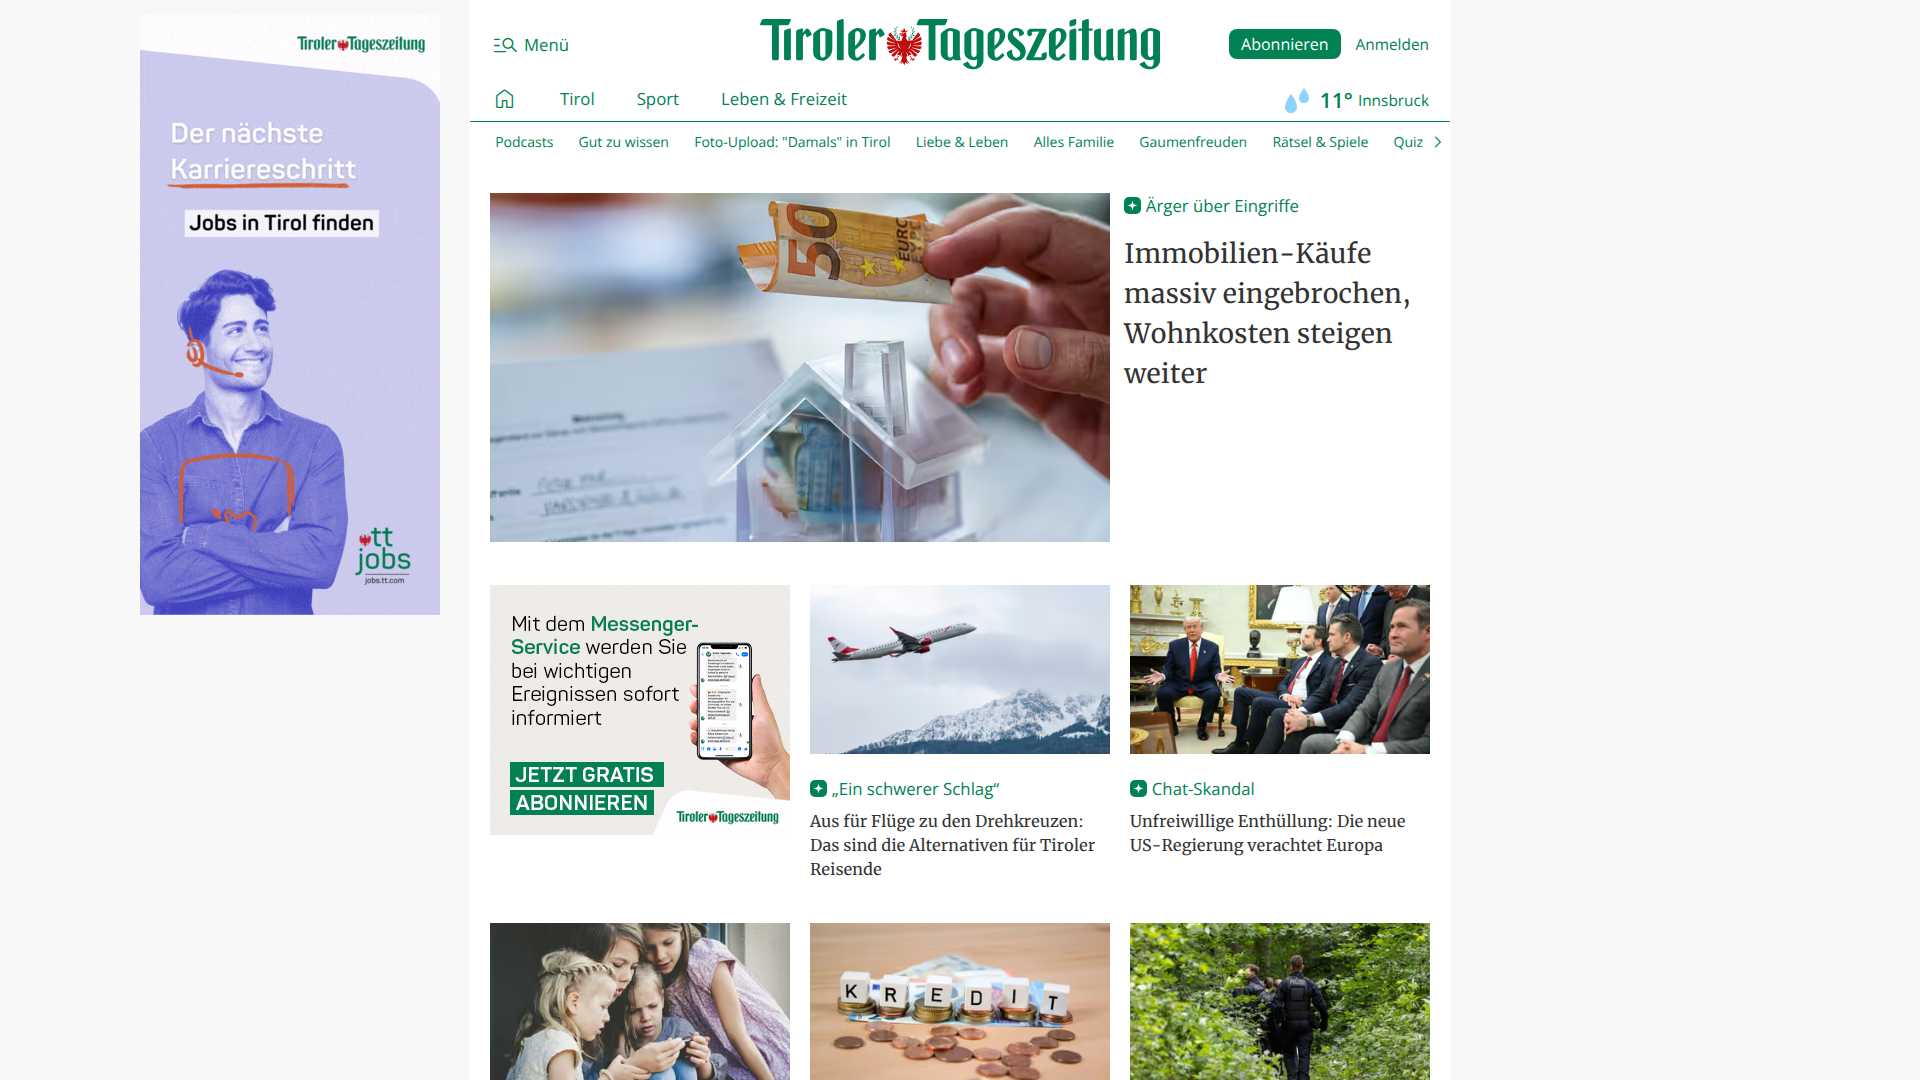 Tiroler Tageszeitung
Der nächste
Karriereschritt
Jobs in Tirol finden
tt
jobs
jobs.tt.com
Menü
Tiroler Tageszeitung
Abonnieren
Anmelden
Tirol
Sport
Leben & Freizeit
11° Innsbruck
Podcasts
Gut zu wissen
Foto-Upload: "Damals" in Tirol
Liebe & Leben
Alles Familie
Gaumenfreuden
Rätsel & Spiele
Quiz
50
EURO
Ärger über Eingriffe
Immobilien-Käufe
massiv eingebrochen,
Wohnkosten steigen
weiter
Mit dem Messenger-
Service werden Sie
bei wichtigen
Ereignissen sofort
informiert
JETZT GRATIS
ABONNIEREN
Tiroler Tageszeitung
„Ein schwerer Schlag“
Aus für Flüge zu den Drehkreuzen:
Das sind die Alternativen für Tiroler
Reisende
Chat-Skandal
Unfreiwillige Enthüllung: Die neue
US-Regierung verachtet Europa
KREDIT